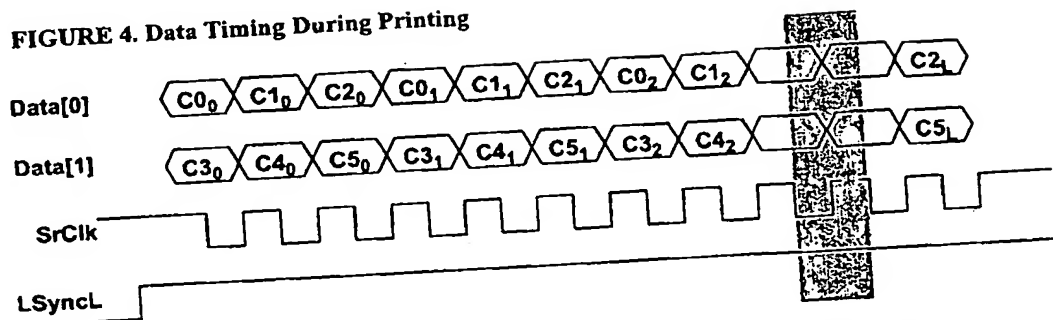 FIGURE 4. Data Timing During Printing
Data[0] C0₀ C1₀ C2₀ C0₁ C1₁ C2₁ C0₂ C1₂ C2_L
Data[1] C3₀ C4₀ C5₀ C3₁ C4₁ C5₁ C3₂ C4₂ C5_L
SrClk
LSyncL